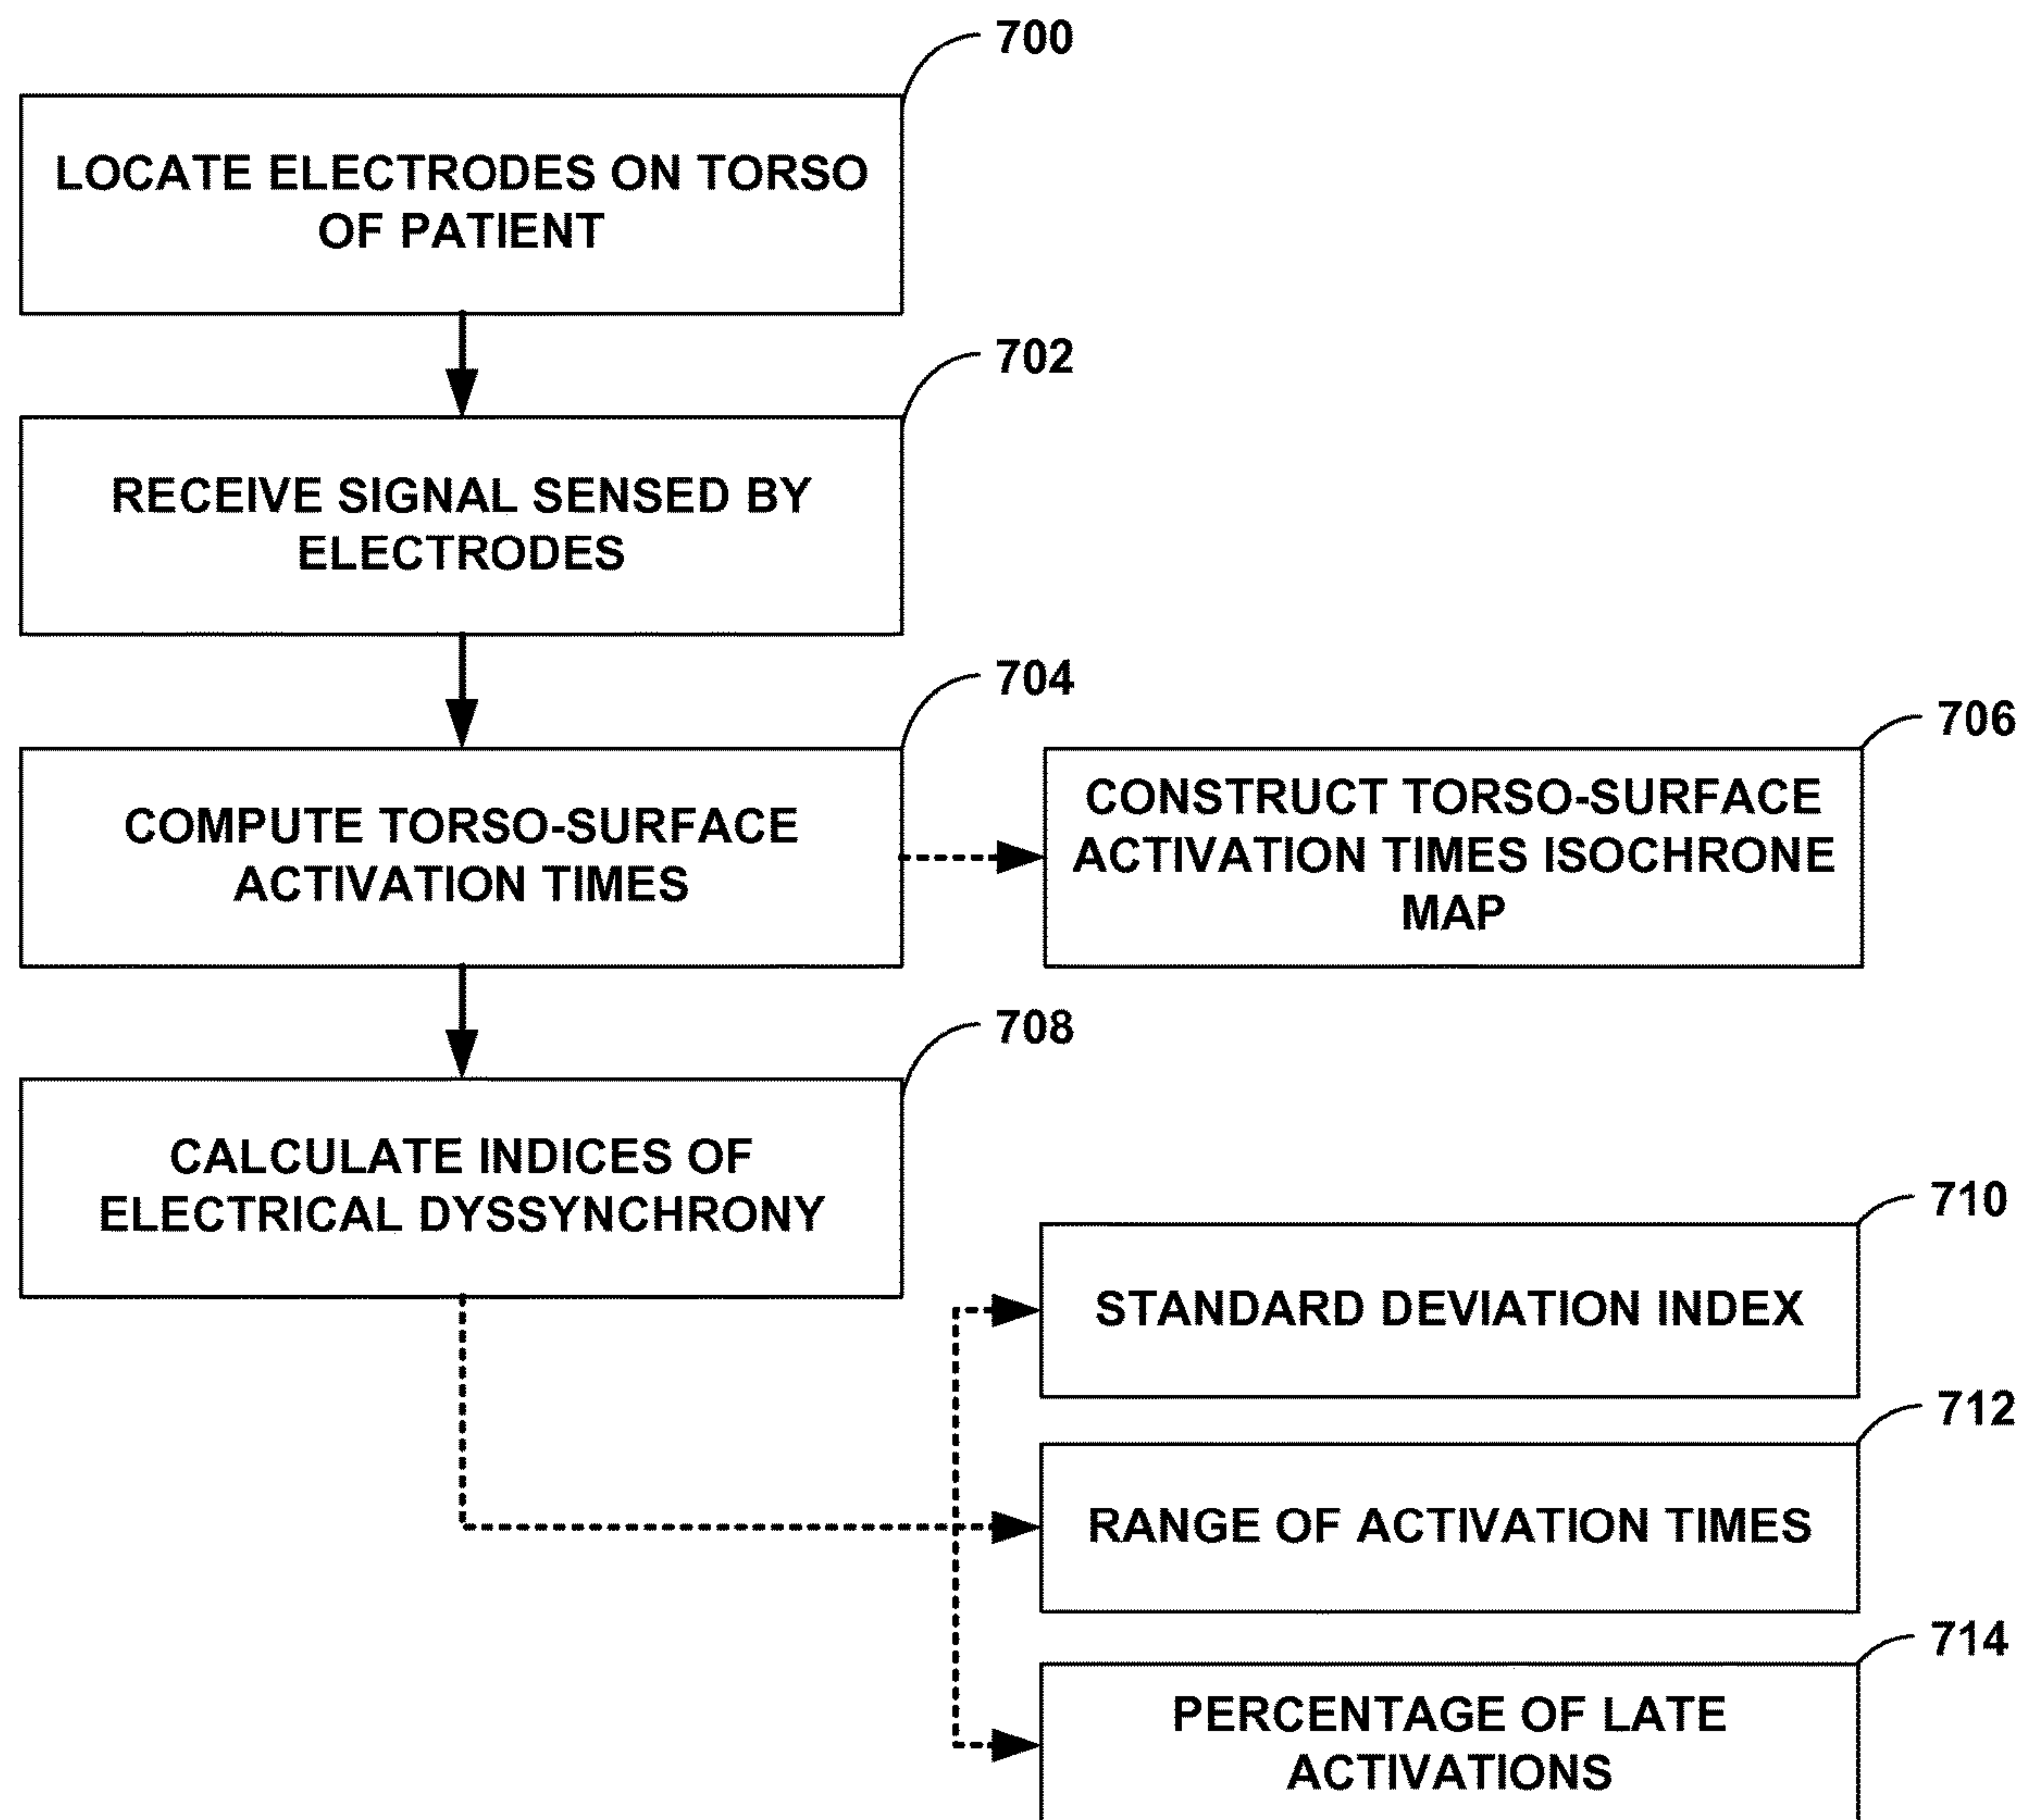 700
LOCATE ELECTRODES ON TORSO
OF PATIENT
702
RECEIVE SIGNAL SENSED BY
ELECTRODES
704
COMPUTE TORSO-SURFACE
ACTIVATION TIMES
706
CONSTRUCT TORSO-SURFACE
ACTIVATION TIMES ISOCHRONE
MAP
708
CALCULATE INDICES OF
ELECTRICAL DYSSYNCHRONY
710
STANDARD DEVIATION INDEX
712
RANGE OF ACTIVATION TIMES
714
PERCENTAGE OF LATE
ACTIVATIONS